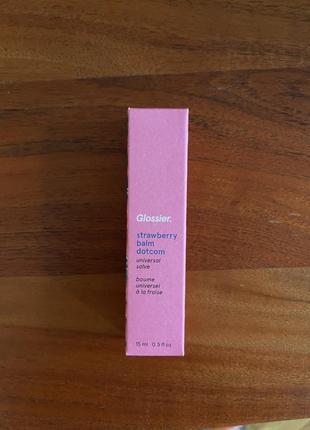 Glossier.
strawberry
balm
dotcom
universal
salve
baume
universel
à la fraise
15 ml 0.5 fl oz